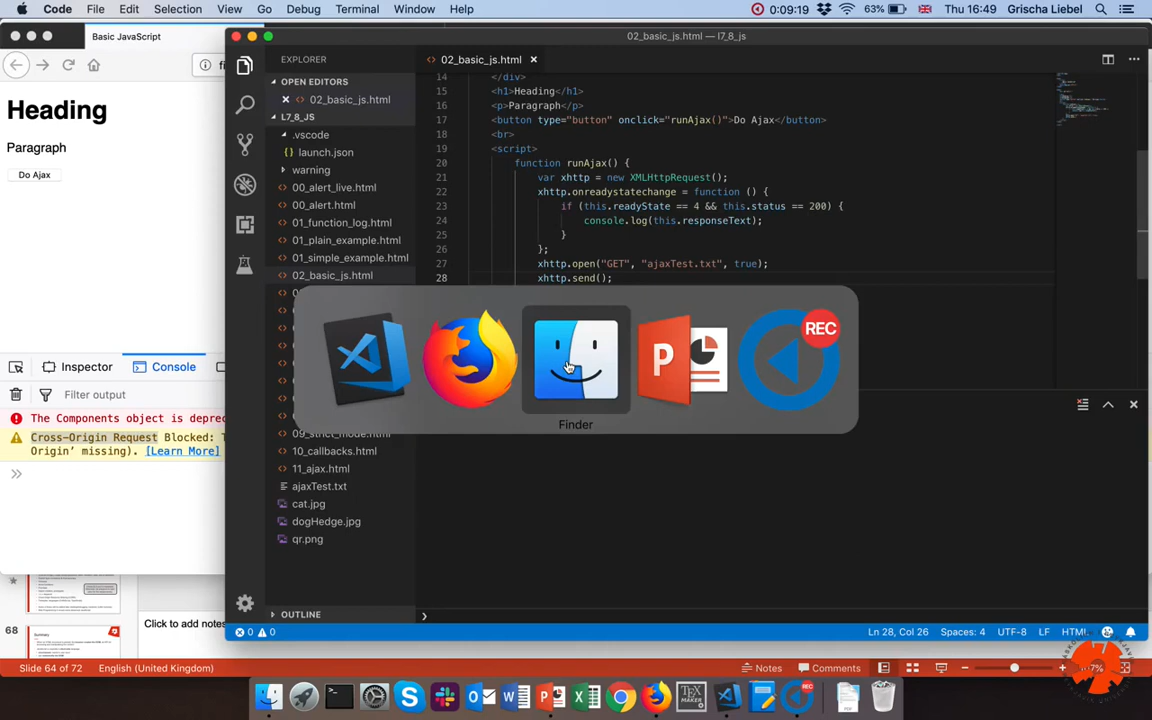 Code File Edit Selection View Go Debug Terminal Window Help
00:09:19 63% Thu 16:49 Grischa Liebel
Basic JavaScript
Heading
Paragraph
Do Ajax
Inspector
Console
Filter output
The Components object is deprec
Cross-Origin Request Blocked: T
Origin’ missing). [Learn More]
02_basic_js.html — l7_8_js
EXPLORER
OPEN EDITORS
02_basic_js.html
L7_8_JS
.vscode
launch.json
warning
00_alert_live.html
00_alert.html
01_function_log.html
01_plain_example.html
01_simple_example.html
02_basic_js.html
09_strict_mode.html
10_callbacks.html
11_ajax.html
ajaxTest.txt
cat.jpg
dogHedge.jpg
qr.png
OUTLINE
02_basic_js.html
14 </div>
15 <h1>Heading</h1>
16 <p>Paragraph</p>
17 <button type="button" onclick="runAjax()">Do Ajax</button>
18 <br>
19 <script>
20 function runAjax() {
21 var xhttp = new XMLHttpRequest();
22 xhttp.onreadystatechange = function () {
23 if (this.readyState == 4 && this.status == 200) {
24 console.log(this.responseText);
25 }
26 };
27 xhttp.open("GET", "ajaxTest.txt", true);
28 xhttp.send();
REC
Finder
0 0
Ln 28, Col 26 Spaces: 4 UTF-8 LF HTML
68
Summary
Click to add notes
Slide 64 of 72 English (United Kingdom)
Notes Comments